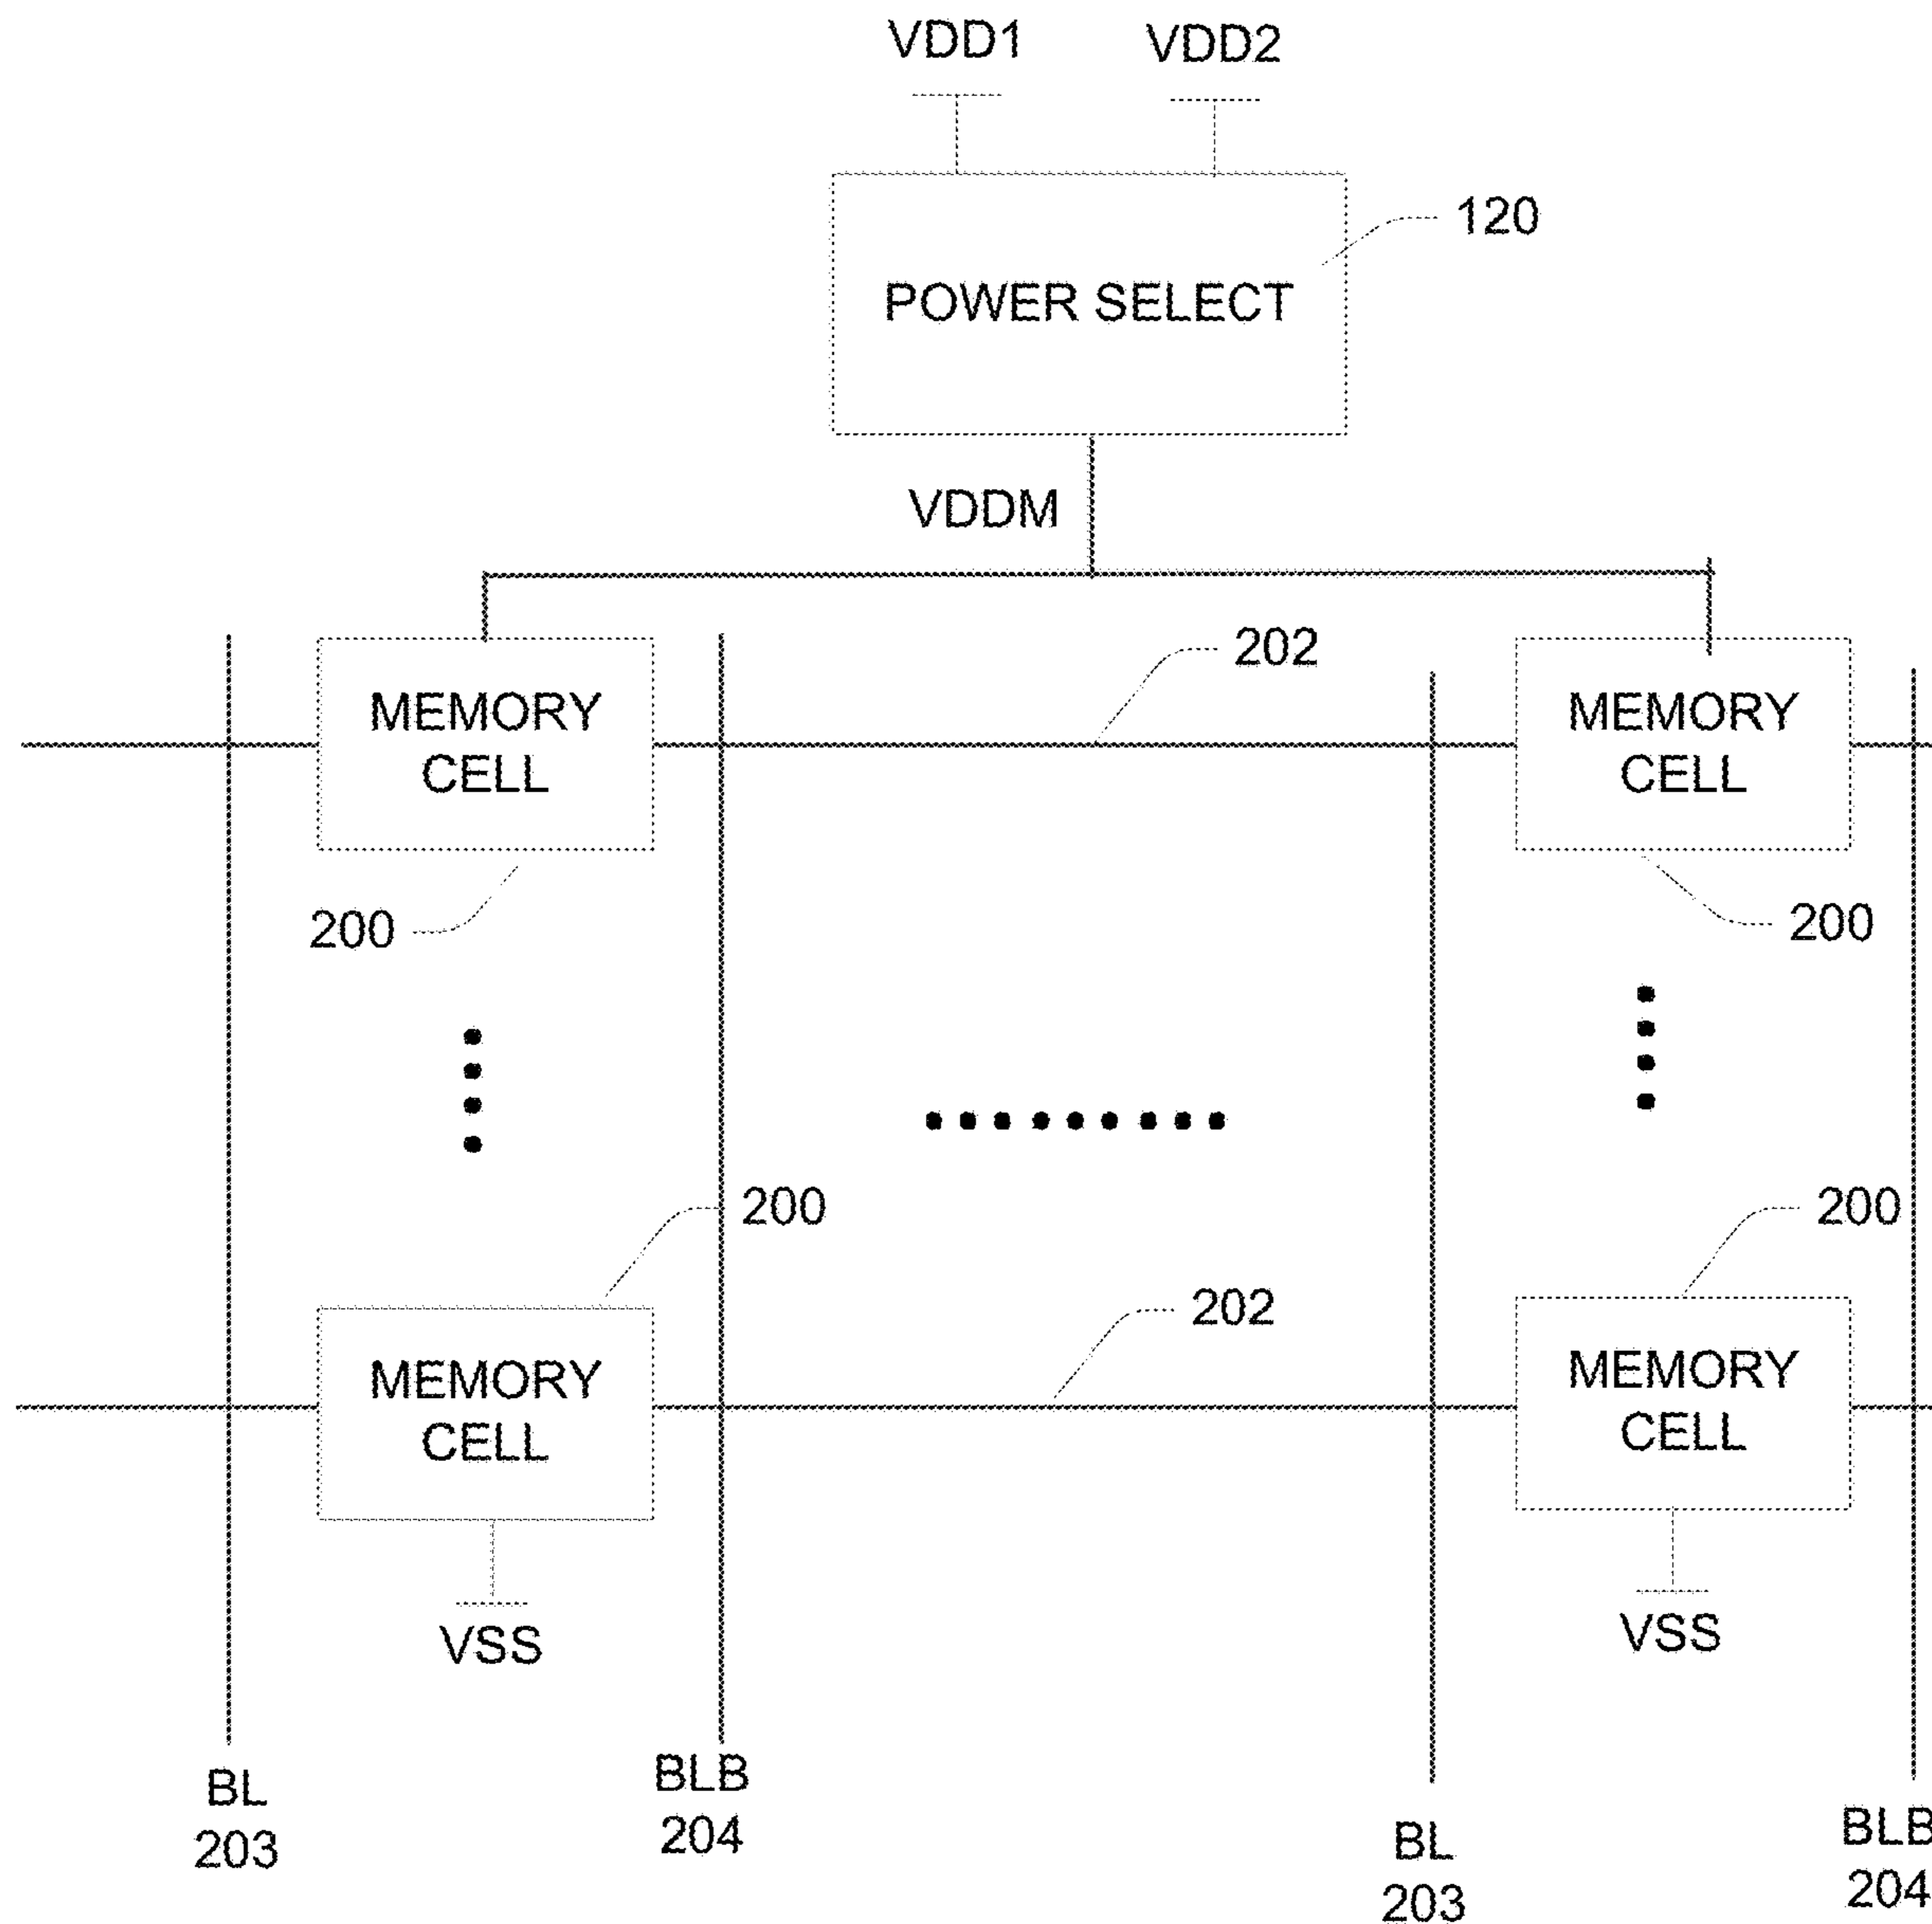 VDD1 VDD2
120
POWER SELECT
VDDM
202
MEMORY
CELL
MEMORY
CELL
200
200
200
200
202
MEMORY
CELL
MEMORY
CELL
VSS
VSS
BL
203
BLB
204
BL
203
BLB
204